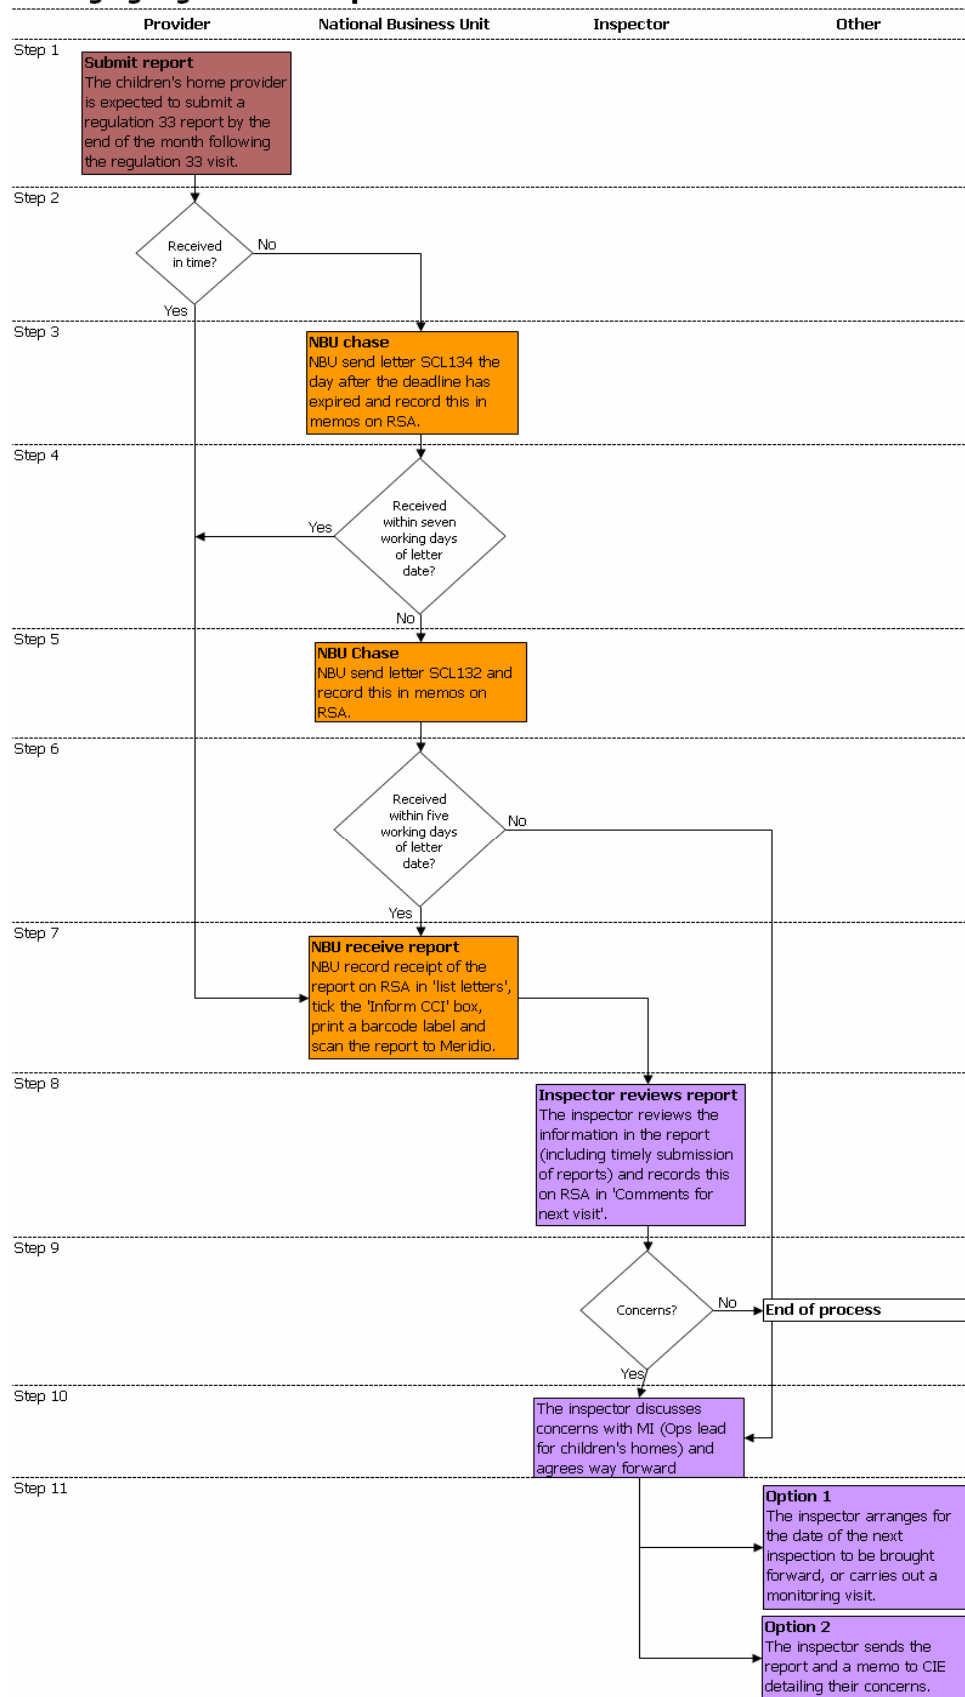 Provider
National Business Unit
Inspector
Other
Step 1
Submit report
The children's home provider
is expected to submit a
regulation 33 report by the
end of the month following
the regulation 33 visit.
Step 2
Received
in time?
No
Yes
Step 3
NBU chase
NBU send letter SCL134 the
day after the deadline has
expired and record this in
memos on RSA.
Step 4
Received
within seven
working days
of letter
date?
Yes
No
Step 5
NBU Chase
NBU send letter SCL132 and
record this in memos on
RSA.
Step 6
Received
within five
working days
of letter
date?
No
Yes
Step 7
NBU receive report
NBU record receipt of the
report on RSA in 'list letters',
tick the 'Inform CCI' box,
print a barcode label and
scan the report to Meridio.
Step 8
Inspector reviews report
The inspector reviews the
information in the report
(including timely submission
of reports) and records this
on RSA in 'Comments for
next visit'.
Step 9
Concerns?
No
End of process
Yes
Step 10
The inspector discusses
concerns with MI (Ops lead
for children's homes) and
agrees way forward
Step 11
Option 1
The inspector arranges for
the date of the next
inspection to be brought
forward, or carries out a
monitoring visit.
Option 2
The inspector sends the
report and a memo to CIE
detailing their concerns.